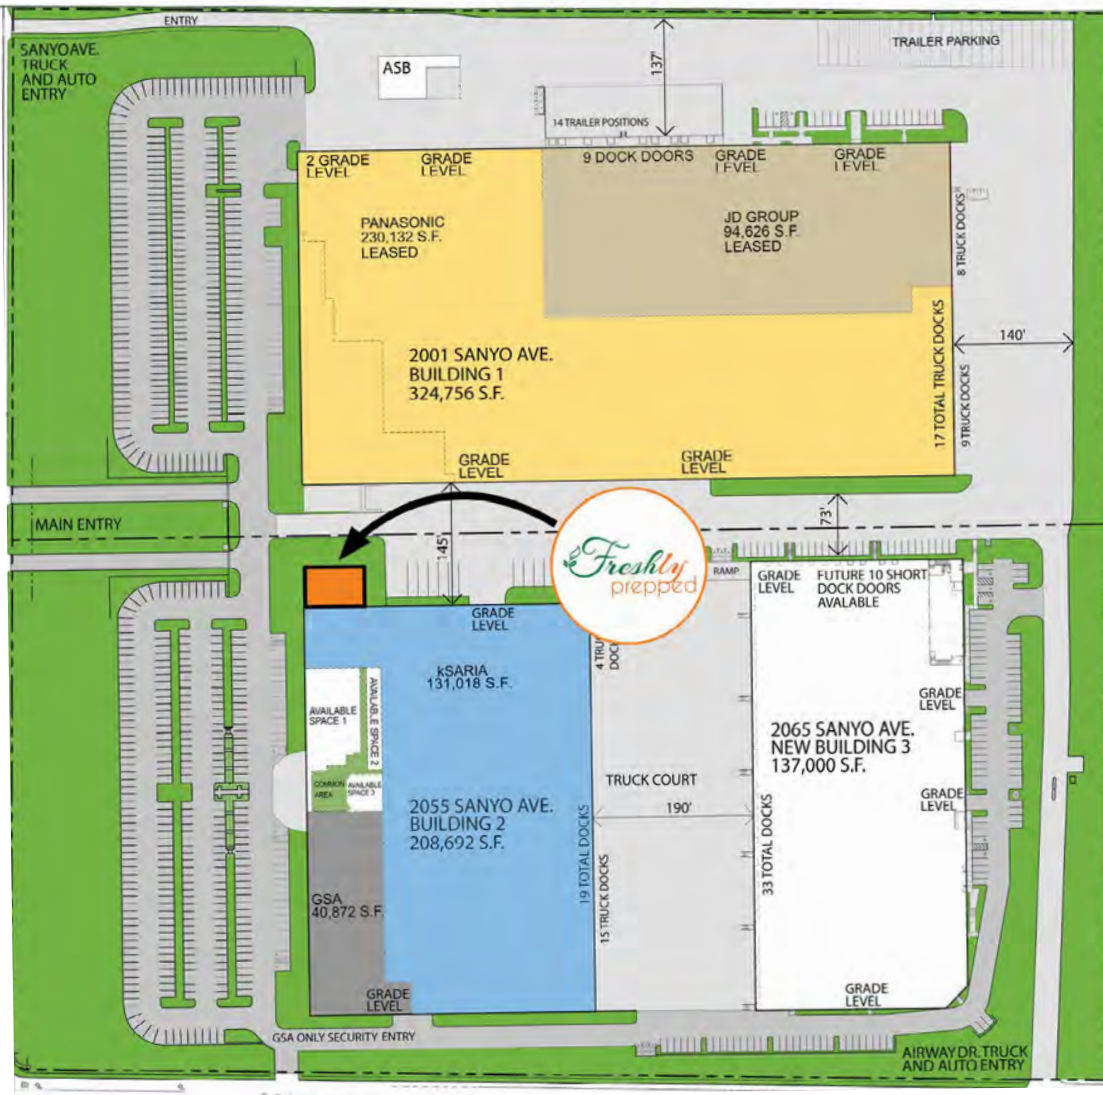 ENTRY
SANYO AVE.
TRUCK
AND AUTO
ENTRY
ASB
137'
TRAILER PARKING
14 TRAILER POSITIONS
2 GRADE
LEVEL
GRADE
LEVEL
9 DOCK DOORS
GRADE
LEVEL
GRADE
LEVEL
PANASONIC
230,132 S.F.
LEASED
JD GROUP
94,626 S.F.
LEASED
8 TRUCK DOCKS
2001 SANYO AVE.
BUILDING 1
324,756 S.F.
17 TOTAL TRUCK DOCKS
9 TRUCK DOCKS
140'
GRADE
LEVEL
GRADE
LEVEL
MAIN ENTRY
145'
73'
Freshly
prepped
RAMP
GRADE
LEVEL
FUTURE 10 SHORT
DOCK DOORS
AVALABLE
GRADE
LEVEL
4 TRU
DOC
kSARIA
131,018 S.F.
AVAILABLE
SPACE 1
AVAILABLE SPACE 2
COMMON
AREA
AVAILABLE
SPACE 3
GRADE
LEVEL
2065 SANYO AVE.
NEW BUILDING 3
137,000 S.F.
TRUCK COURT
190'
GRADE
LEVEL
2055 SANYO AVE.
BUILDING 2
208,692 S.F.
19 TOTAL DOCKS
15 TRUCK DOCKS
33 TOTAL DOCKS
GSA
40,872 S.F.
GRADE
LEVEL
GRADE
LEVEL
GSA ONLY SECURITY ENTRY
AIRWAY DR. TRUCK
AND AUTO ENTRY